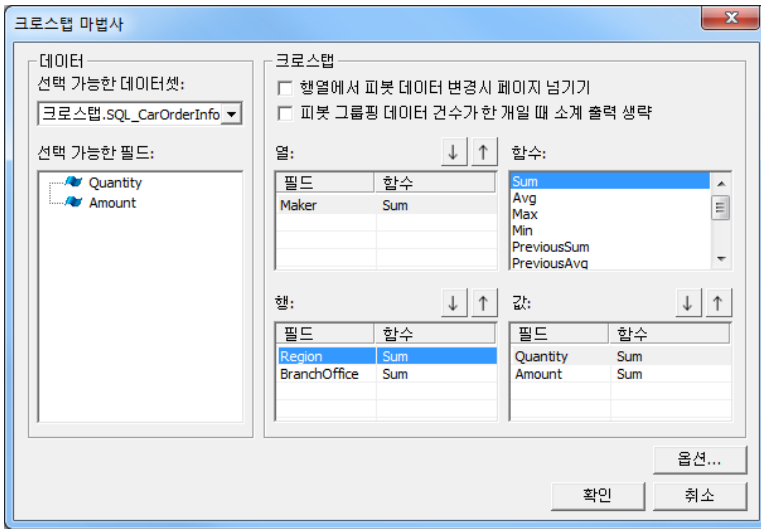 크로스탭 마법사
데이터
선택 가능한 데이터셋:
크로스탭.SQL_CarOrderInfo
선택 가능한 필드:
Quantity
Amount
크로스탭
행열에서 피봇 데이터 변경시 페이지 넘기기
피봇 그룹핑 데이터 건수가 한 개일 때 소계 출력 생략
열:
필드 함수
Maker Sum
함수:
Sum
Avg
Max
Min
PreviousSum
PreviousAvg
행:
필드 함수
Region Sum
BranchOffice Sum
값:
필드 함수
Quantity Sum
Amount Sum
옵션...
확인 취소